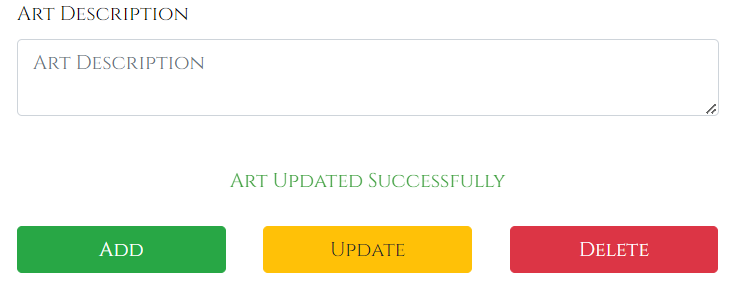 Art Description
Art Description
Art Updated Successfully
Add
Update
Delete